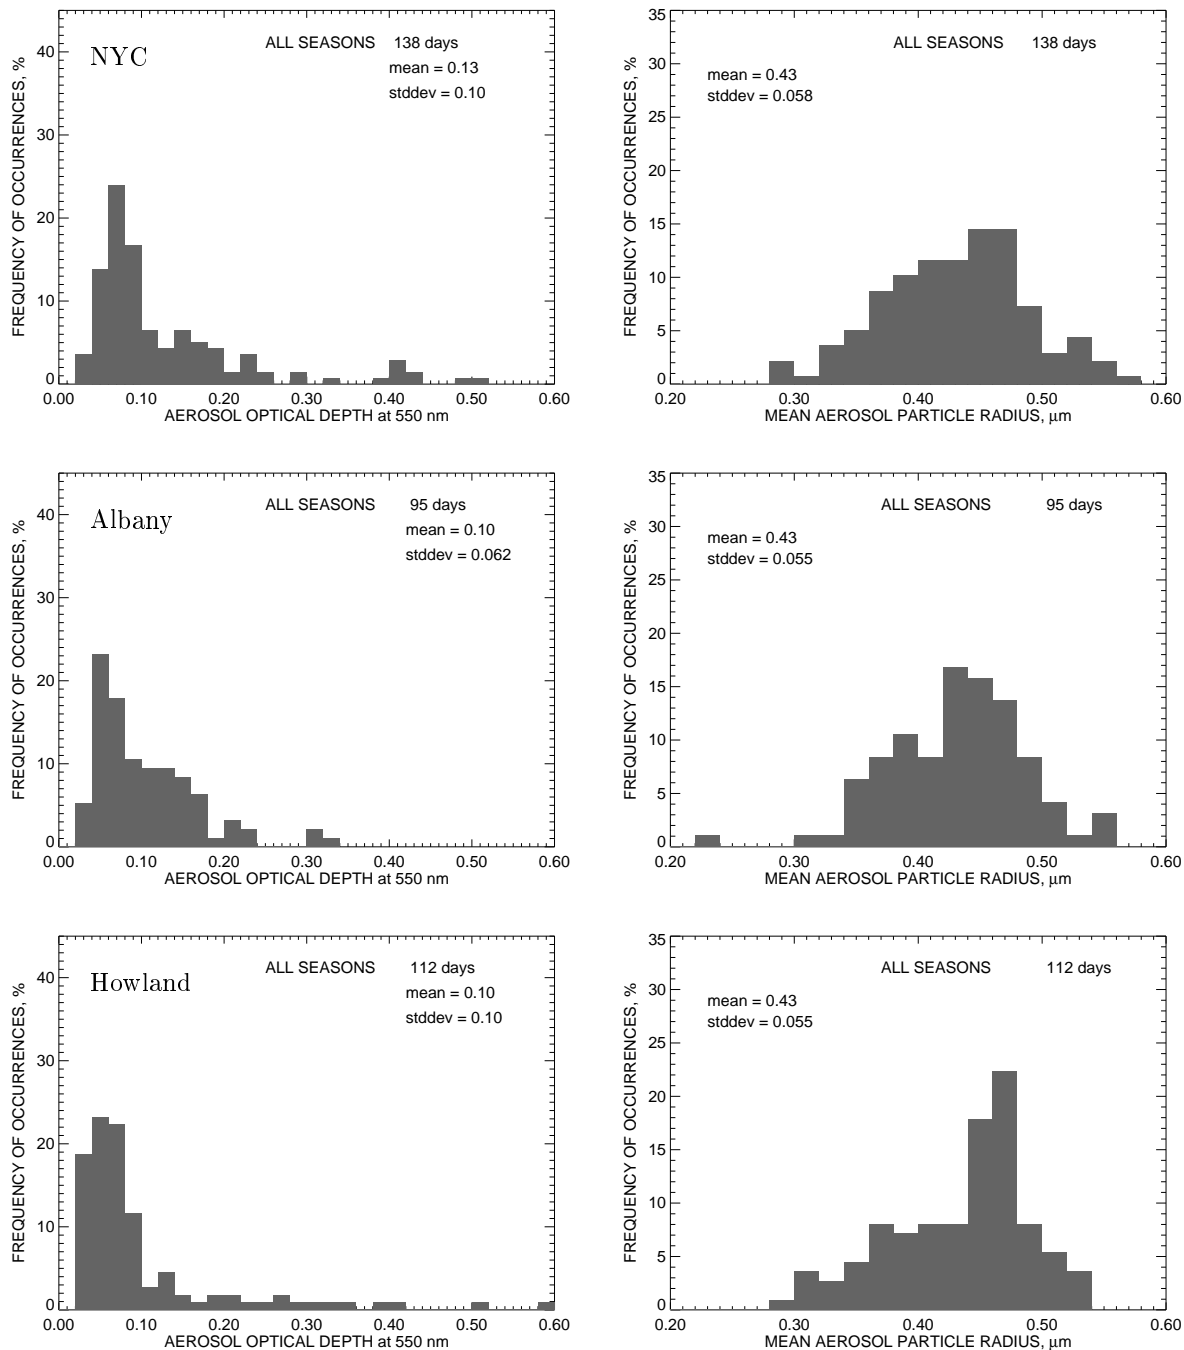 NYC
ALL SEASONS 138 days
mean = 0.13
stddev = 0.10
FREQUENCY OF OCCURRENCES, %
40
30
20
10
0
0.00 0.10 0.20 0.30 0.40 0.50 0.60
AEROSOL OPTICAL DEPTH at 550 nm
ALL SEASONS 138 days
mean = 0.43
stddev = 0.058
FREQUENCY OF OCCURRENCES, %
35
30
25
20
15
10
5
0
0.20 0.30 0.40 0.50 0.60
MEAN AEROSOL PARTICLE RADIUS, μm
Albany
ALL SEASONS 95 days
mean = 0.10
stddev = 0.062
FREQUENCY OF OCCURRENCES, %
40
30
20
10
0
0.00 0.10 0.20 0.30 0.40 0.50 0.60
AEROSOL OPTICAL DEPTH at 550 nm
ALL SEASONS 95 days
mean = 0.43
stddev = 0.055
FREQUENCY OF OCCURRENCES, %
35
30
25
20
15
10
5
0
0.20 0.30 0.40 0.50 0.60
MEAN AEROSOL PARTICLE RADIUS, μm
Howland
ALL SEASONS 112 days
mean = 0.10
stddev = 0.10
FREQUENCY OF OCCURRENCES, %
40
30
20
10
0
0.00 0.10 0.20 0.30 0.40 0.50 0.60
AEROSOL OPTICAL DEPTH at 550 nm
ALL SEASONS 112 days
mean = 0.43
stddev = 0.055
FREQUENCY OF OCCURRENCES, %
35
30
25
20
15
10
5
0
0.20 0.30 0.40 0.50 0.60
MEAN AEROSOL PARTICLE RADIUS, μm